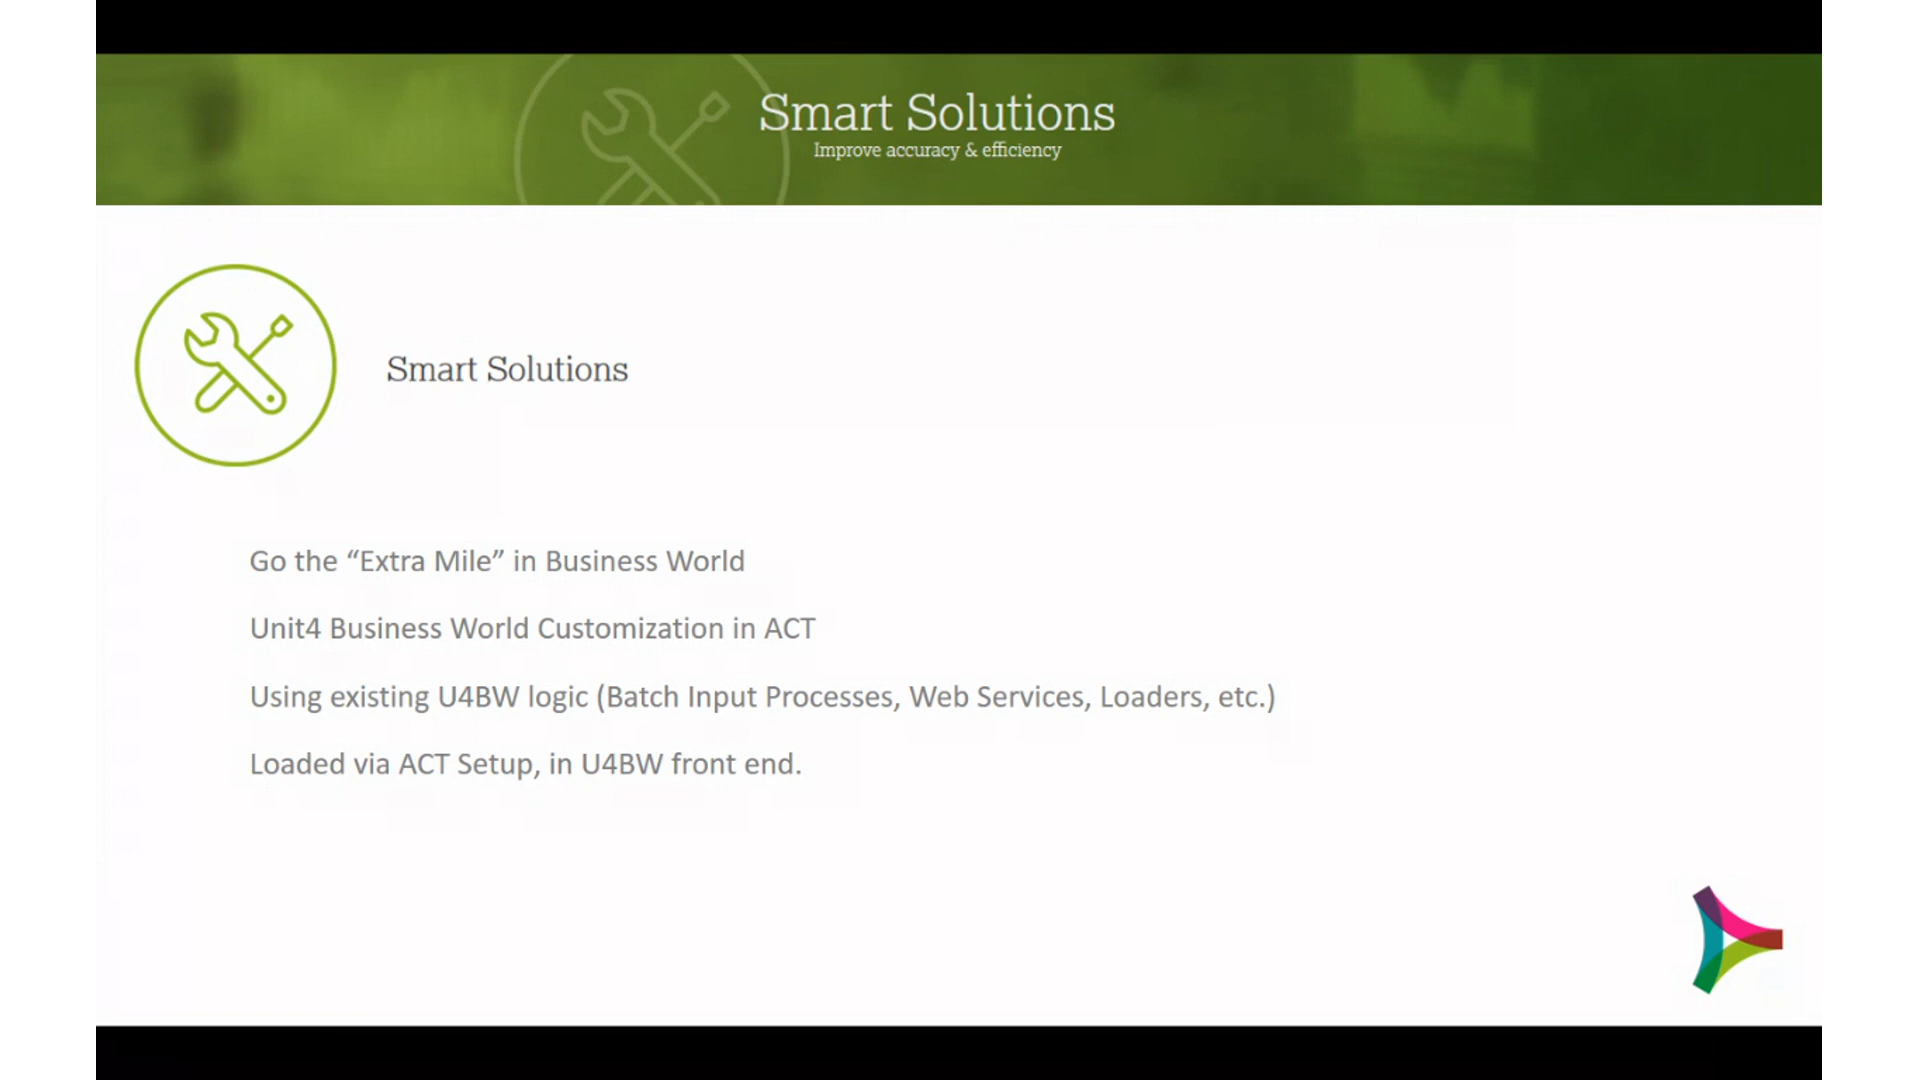 Smart Solutions
Improve accuracy & efficiency
Smart Solutions
Go the “Extra Mile” in Business World
Unit4 Business World Customization in ACT
Using existing U4BW logic (Batch Input Processes, Web Services, Loaders, etc.)
Loaded via ACT Setup, in U4BW front end.